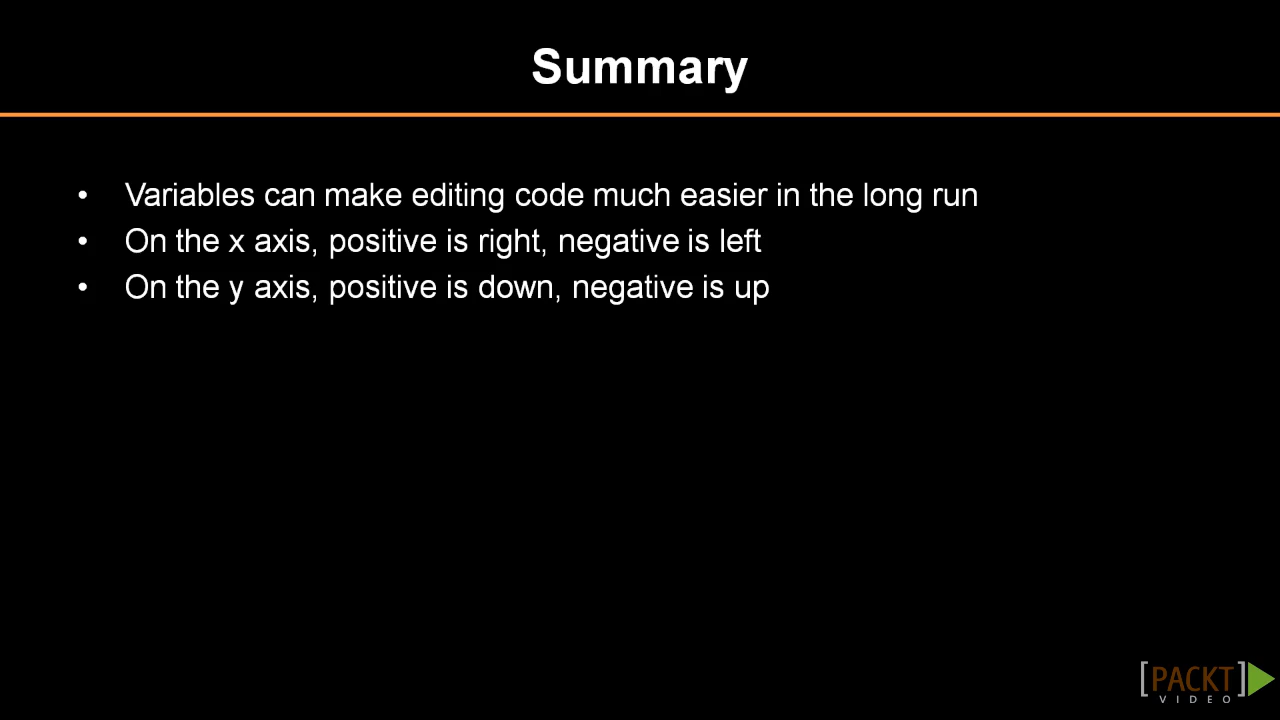 Summary
• Variables can make editing code much easier in the long run
• On the x axis, positive is right, negative is left
• On the y axis, positive is down, negative is up
[PACKT]
VIDEO